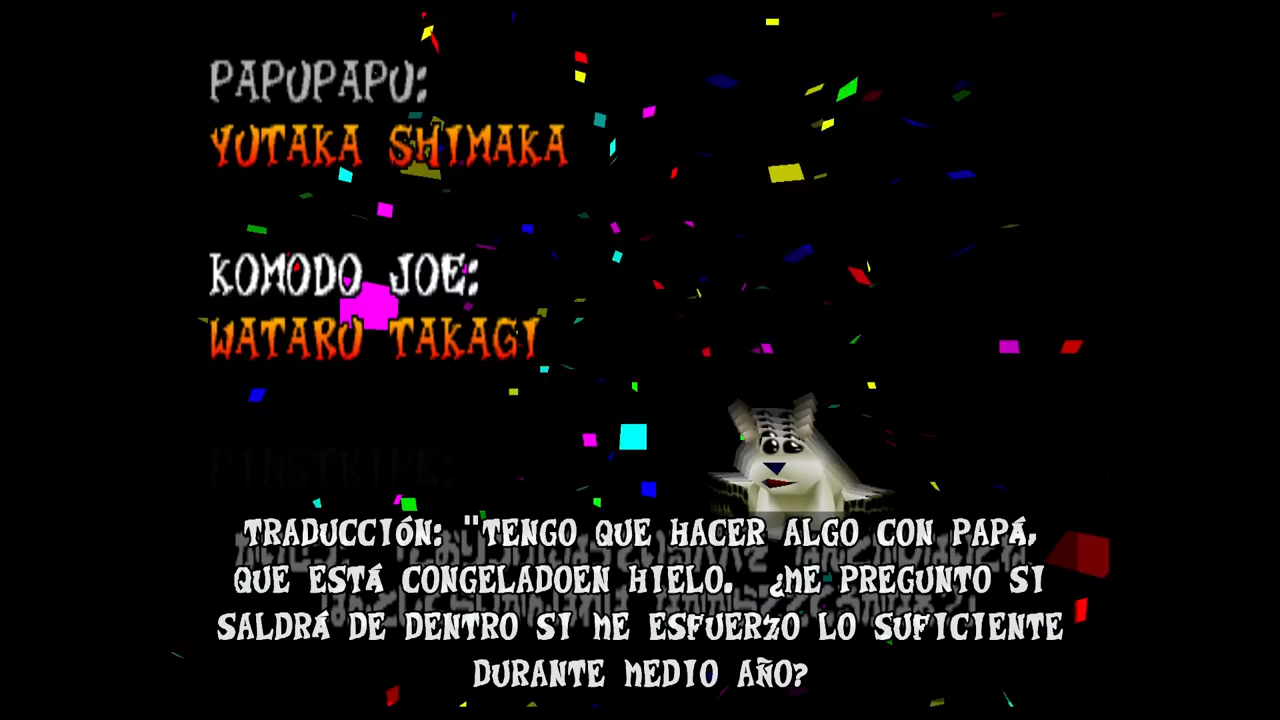 PAPUPAPU:
YUTAKA SHIMAKA
KOMODO JOE:
WATARU TAKAGI
PINSTRIPE:
TRADUCCIÓN: "TENGO QUE HACER ALGO CON PAPÁ,
QUE ESTÁ CONGELADOEN HIELO. ¿ME PREGUNTO SI
SALDRÁ DE DENTRO SI ME ESFUERZO LO SUFICIENTE
DURANTE MEDIO AÑO?